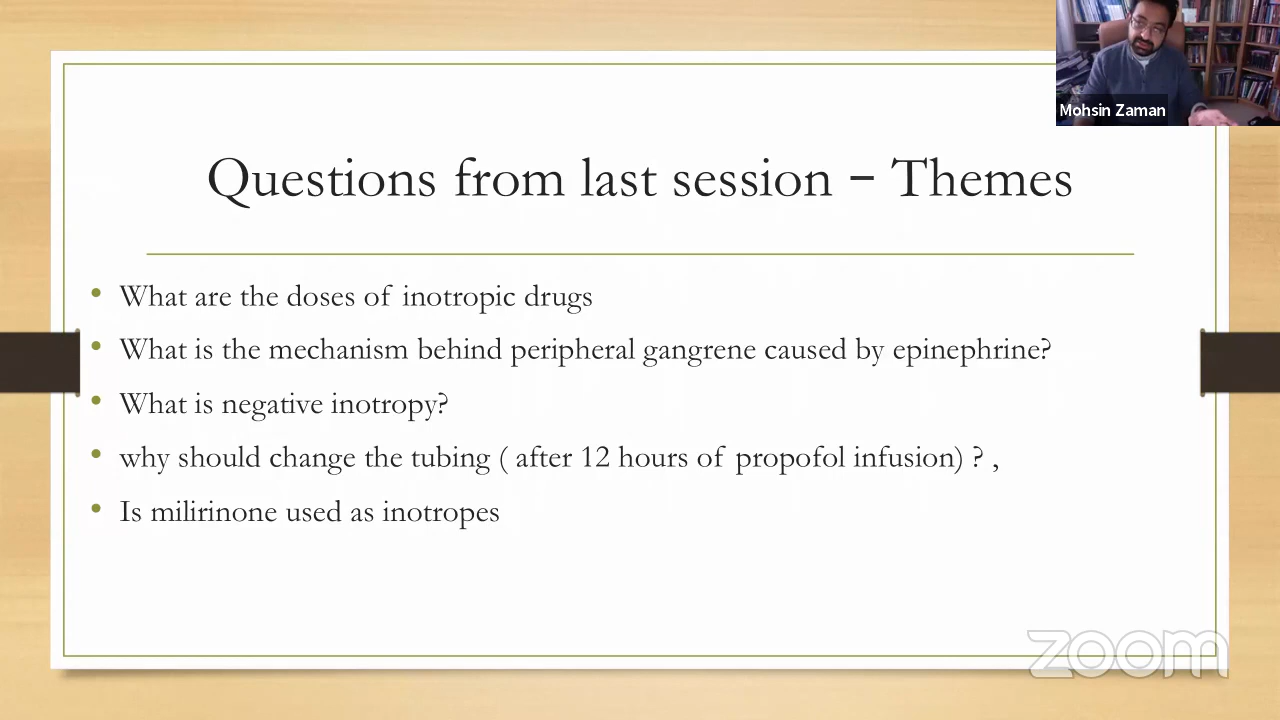 Mohsin Zaman
Questions from last session – Themes
• What are the doses of inotropic drugs
• What is the mechanism behind peripheral gangrene caused by epinephrine?
• What is negative inotropy?
• why should change the tubing ( after 12 hours of propofol infusion) ? ,
• Is milirinone used as inotropes
zoom